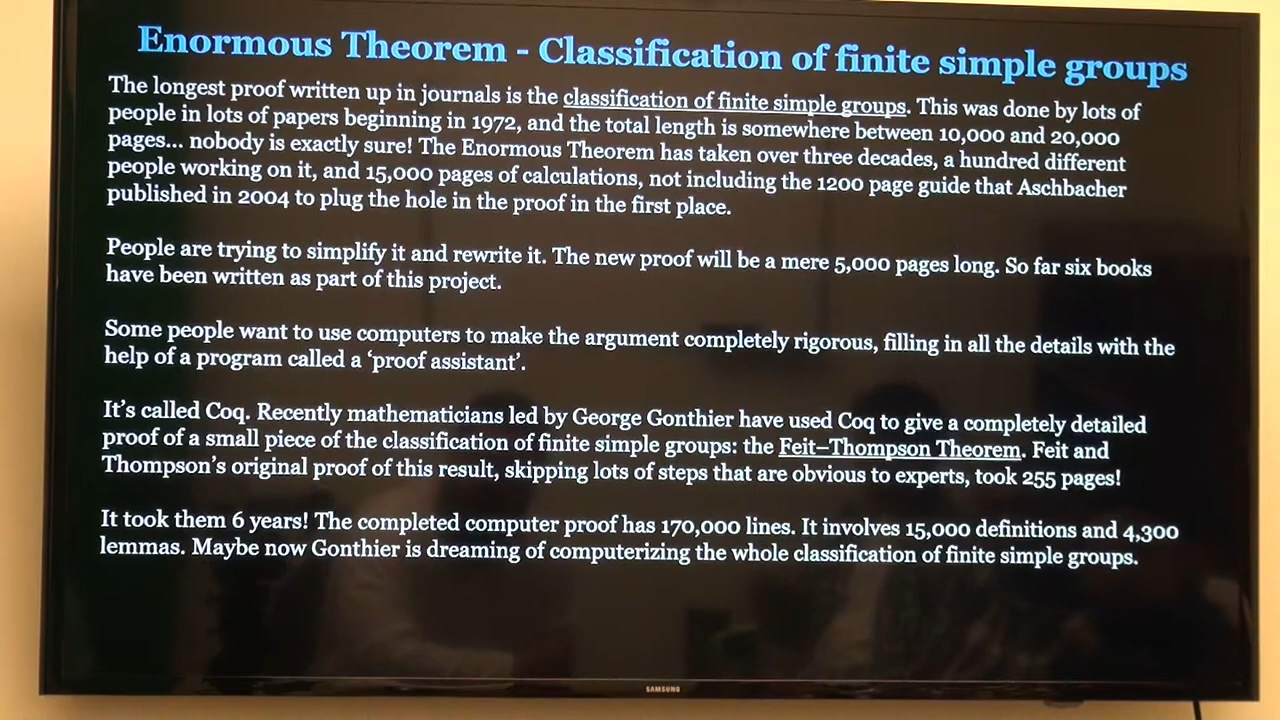 Enormous Theorem - Classification of finite simple groups
The longest proof written up in journals is the classification of finite simple groups. This was done by lots of
people in lots of papers beginning in 1972, and the total length is somewhere between 10,000 and 20,000
pages... nobody is exactly sure! The Enormous Theorem has taken over three decades, a hundred different
people working on it, and 15,000 pages of calculations, not including the 1200 page guide that Aschbacher
published in 2004 to plug the hole in the proof in the first place.
People are trying to simplify it and rewrite it. The new proof will be a mere 5,000 pages long. So far six books
have been written as part of this project.
Some people want to use computers to make the argument completely rigorous, filling in all the details with the
help of a program called a ‘proof assistant’.
It’s called Coq. Recently mathematicians led by George Gonthier have used Coq to give a completely detailed
proof of a small piece of the classification of finite simple groups: the Feit–Thompson Theorem. Feit and
Thompson’s original proof of this result, skipping lots of steps that are obvious to experts, took 255 pages!
It took them 6 years! The completed computer proof has 170,000 lines. It involves 15,000 definitions and 4,300
lemmas. Maybe now Gonthier is dreaming of computerizing the whole classification of finite simple groups.
SAMSUNG